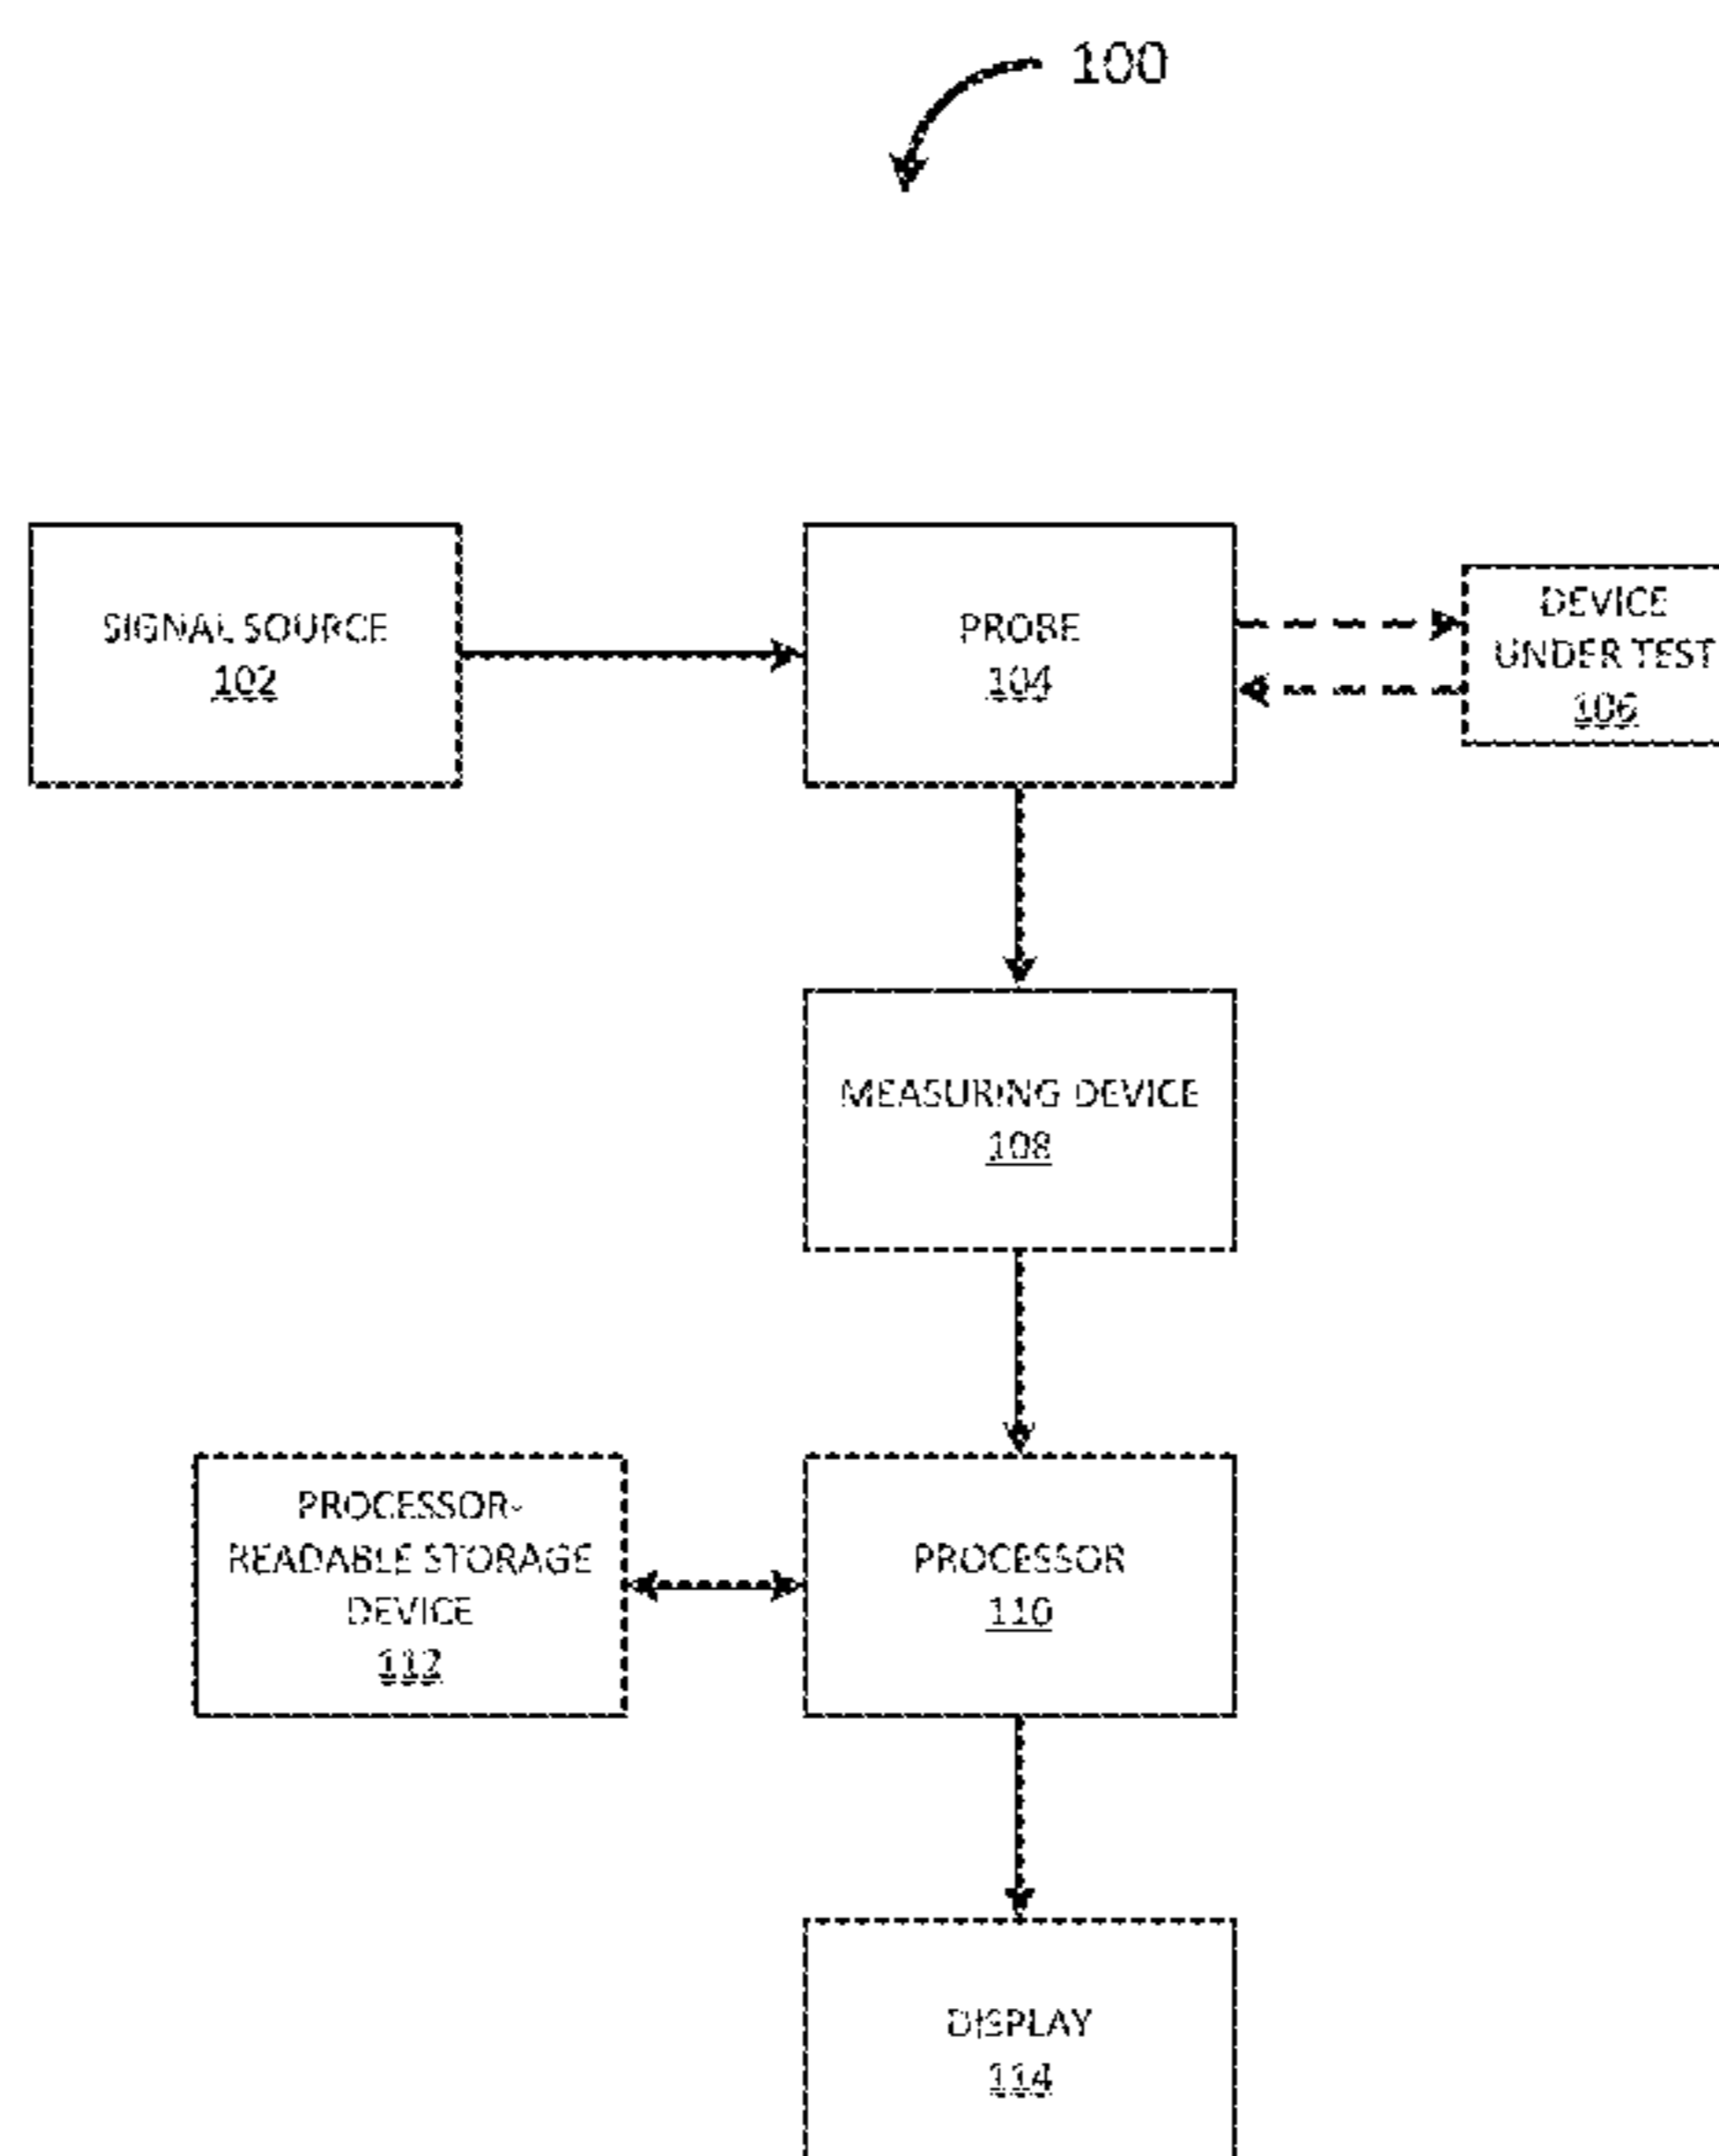 100
SIGNAL SOURCE
102
PROBE
104
DEVICE
UNDER TEST
106
MEASURING DEVICE
108
PROCESSOR-
READABLE STORAGE
DEVICE
112
PROCESSOR
110
DISPLAY
114